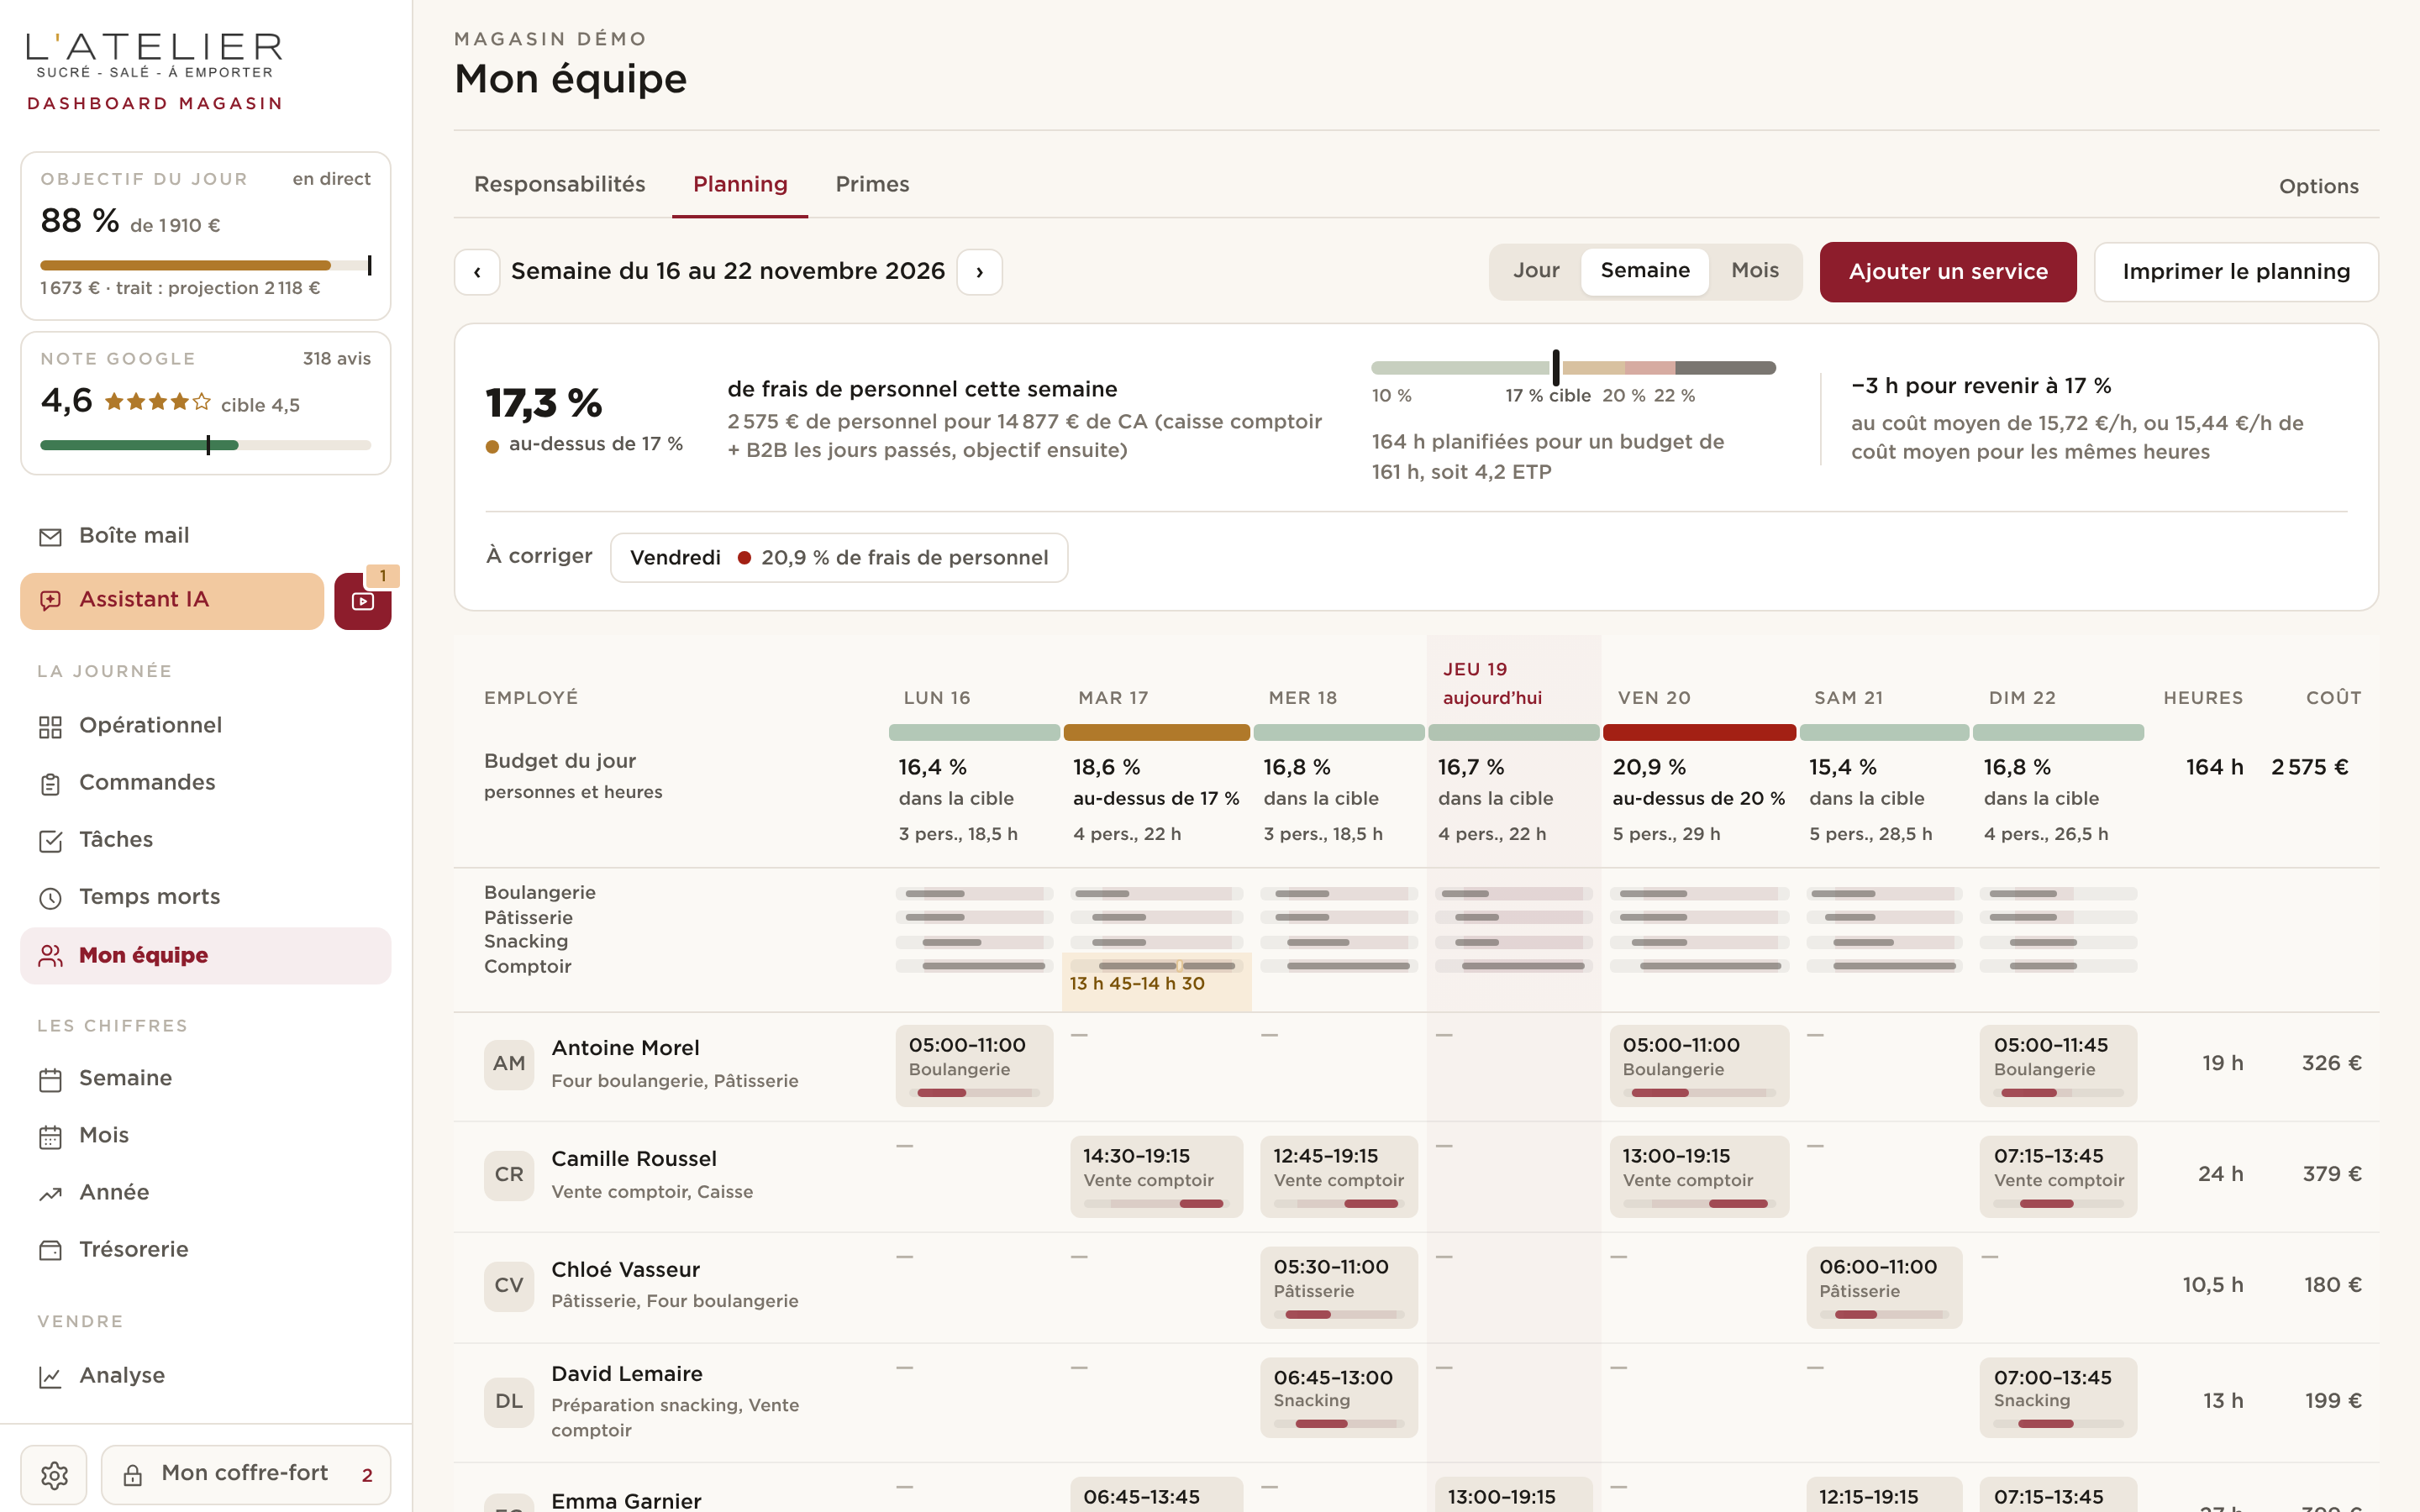 L'ATELIER
SUCRÉ - SALÉ - À EMPORTER
DASHBOARD MAGASIN
OBJECTIF DU JOUR en direct
88 % de 1 910 €
1 673 € · trait : projection 2 118 €
NOTE GOOGLE 318 avis
4,6 cible 4,5
Boîte mail
Assistant IA 1
LA JOURNÉE
Opérationnel
Commandes
Tâches
Temps morts
Mon équipe
LES CHIFFRES
Semaine
Mois
Année
Trésorerie
VENDRE
Analyse
Mon coffre-fort 2
MAGASIN DÉMO
Mon équipe
Responsabilités Planning Primes Options
‹ Semaine du 16 au 22 novembre 2026 › Jour Semaine Mois Ajouter un service Imprimer le planning
17,3 %
au-dessus de 17 %
de frais de personnel cette semaine
2 575 € de personnel pour 14 877 € de CA (caisse comptoir
+ B2B les jours passés, objectif ensuite)
10 % 17 % cible 20 % 22 %
164 h planifiées pour un budget de
161 h, soit 4,2 ETP
−3 h pour revenir à 17 %
au coût moyen de 15,72 €/h, ou 15,44 €/h de
coût moyen pour les mêmes heures
À corriger Vendredi 20,9 % de frais de personnel
EMPLOYÉ LUN 16 MAR 17 MER 18 JEU 19 aujourd'hui VEN 20 SAM 21 DIM 22 HEURES COÛT
Budget du jour 16,4 % 18,6 % 16,8 % 16,7 % 20,9 % 15,4 % 16,8 % 164 h 2 575 €
personnes et heures dans la cible au-dessus de 17 % dans la cible dans la cible au-dessus de 20 % dans la cible dans la cible
3 pers., 18,5 h 4 pers., 22 h 3 pers., 18,5 h 4 pers., 22 h 5 pers., 29 h 5 pers., 28,5 h 4 pers., 26,5 h
Boulangerie
Pâtisserie
Snacking
Comptoir
13 h 45–14 h 30
AM Antoine Morel 05:00–11:00 — — — 05:00–11:00 — 05:00–11:45 19 h 326 €
Four boulangerie, Pâtisserie Boulangerie Boulangerie Boulangerie
CR Camille Roussel — 14:30–19:15 12:45–19:15 — 13:00–19:15 — 07:15–13:45 24 h 379 €
Vente comptoir, Caisse Vente comptoir Vente comptoir Vente comptoir Vente comptoir
CV Chloé Vasseur — — 05:30–11:00 — — 06:00–11:00 — 10,5 h 180 €
Pâtisserie, Four boulangerie Pâtisserie Pâtisserie
DL David Lemaire — — 06:45–13:00 — — — 07:00–13:45 13 h 199 €
Préparation snacking, Vente Snacking Snacking
comptoir
Emma Garnier — 06:45–13:45 — 13:00–19:15 — 12:15–19:15 07:15–13:45